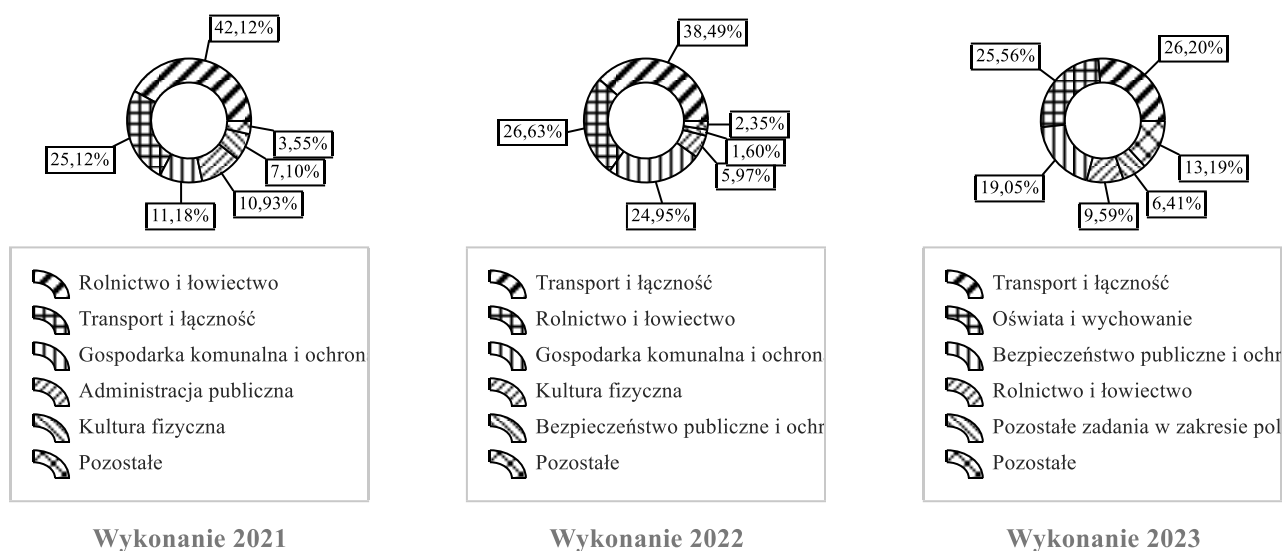 42,12%
3,55%
7,10%
10,93%
11,18%
25,12%
Rolnictwo i łowiectwo
Transport i łączność
Gospodarka komunalna i ochron
Administracja publiczna
Kultura fizyczna
Pozostałe
Wykonanie 2021
38,49%
2,35%
1,60%
5,97%
24,95%
26,63%
Transport i łączność
Rolnictwo i łowiectwo
Gospodarka komunalna i ochron
Kultura fizyczna
Bezpieczeństwo publiczne i ochr
Pozostałe
Wykonanie 2022
26,20%
13,19%
6,41%
9,59%
19,05%
25,56%
Transport i łączność
Oświata i wychowanie
Bezpieczeństwo publiczne i ochr
Rolnictwo i łowiectwo
Pozostałe zadania w zakresie pol
Pozostałe
Wykonanie 2023